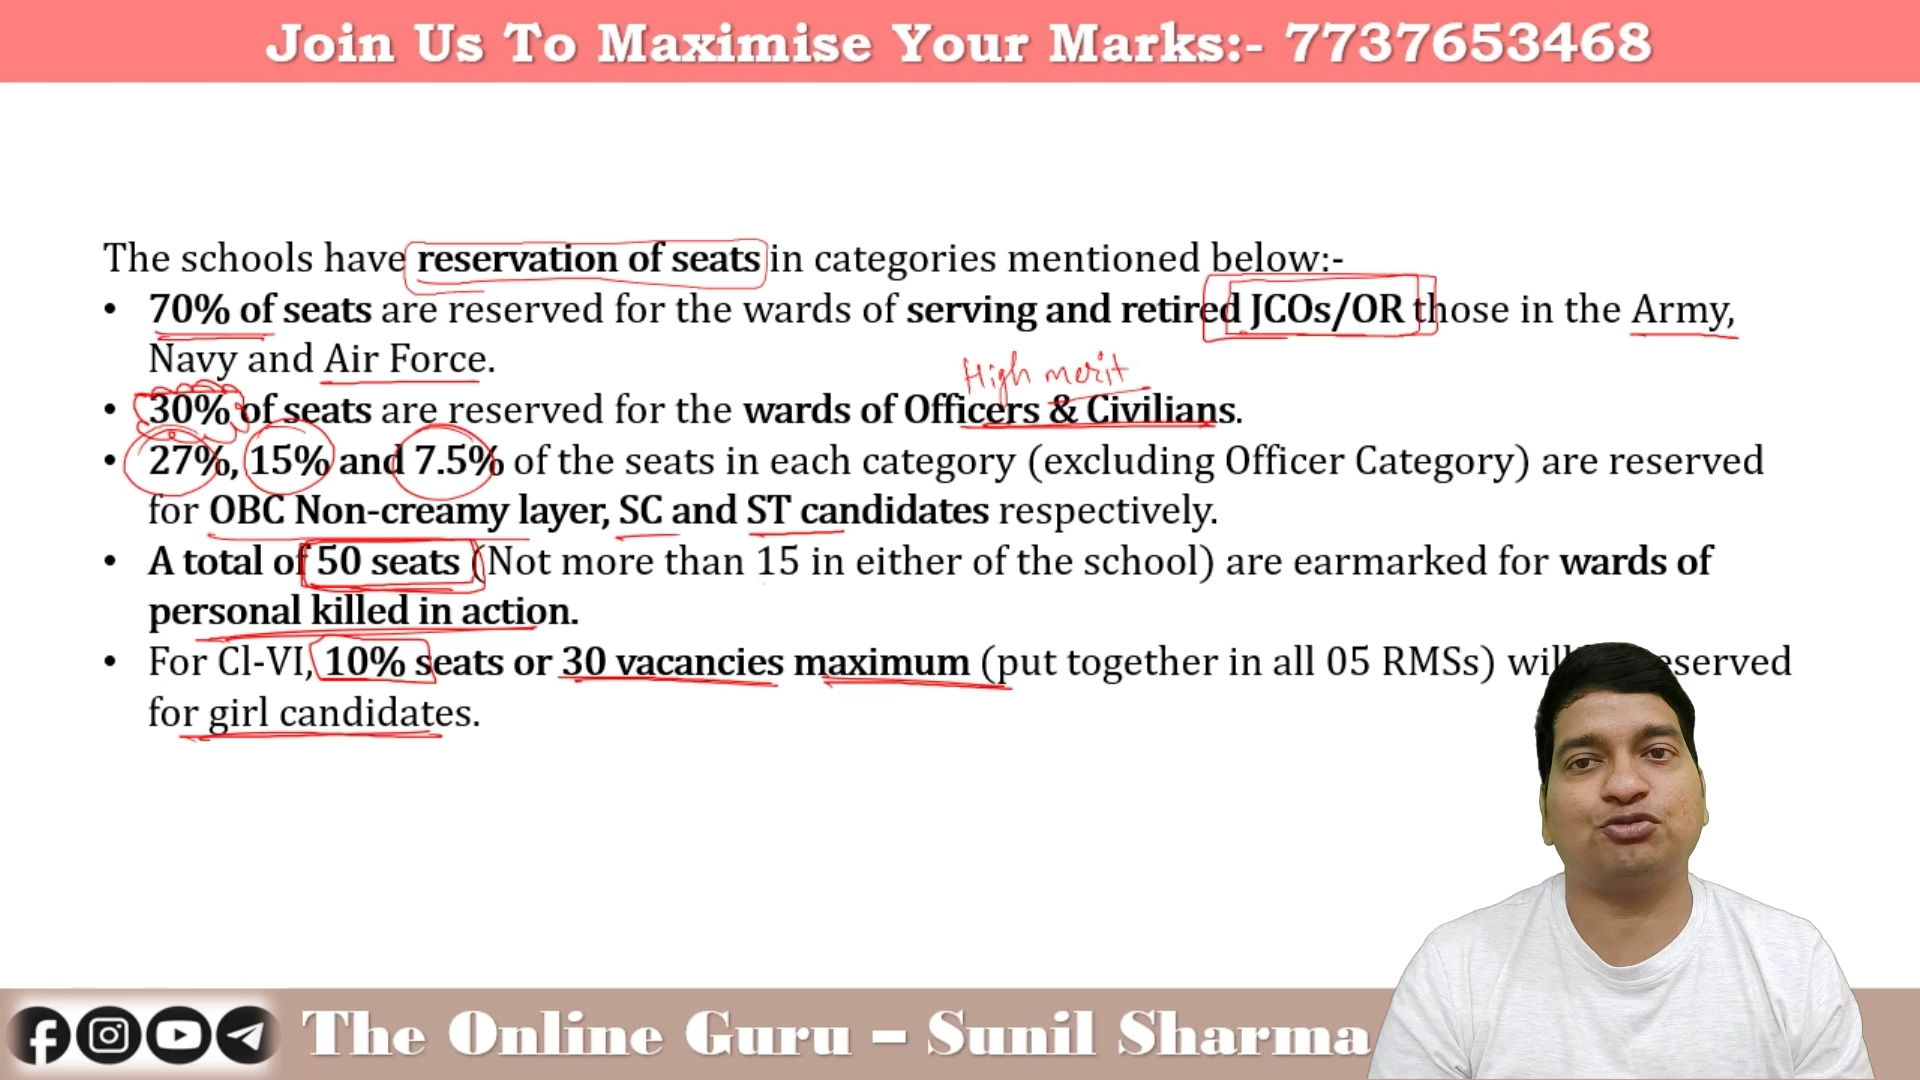 Join Us To Maximise Your Marks:- 7737653468
The schools have reservation of seats in categories mentioned below:-
• 70% of seats are reserved for the wards of serving and retired JCOs/OR those in the Army,
Navy and Air Force.
High merit
• 30% of seats are reserved for the wards of Officers & Civilians.
• 27%, 15% and 7.5% of the seats in each category (excluding Officer Category) are reserved
for OBC Non-creamy layer, SC and ST candidates respectively.
• A total of 50 seats (Not more than 15 in either of the school) are earmarked for wards of
personal killed in action.
• For Cl-VI, 10% seats or 30 vacancies maximum (put together in all 05 RMSs) will
for girl candidates.
The Online Guru – Sunil Sharma